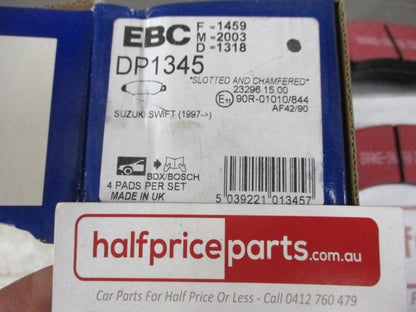 EBC
F =1459
M =2003
D =1318
DP1345
"SLOTTED AND CHAMFERED"
23296 15.00
E11 90R-01010/844
AF42/90
SUZUKI SWIFT (1997->)
BDX/BOSCH
4 PADS PER SET
MADE IN UK
5 039221 013457
halfpriceparts.com.au
Car Parts For Half Price Or Less - Call 0412 760 479